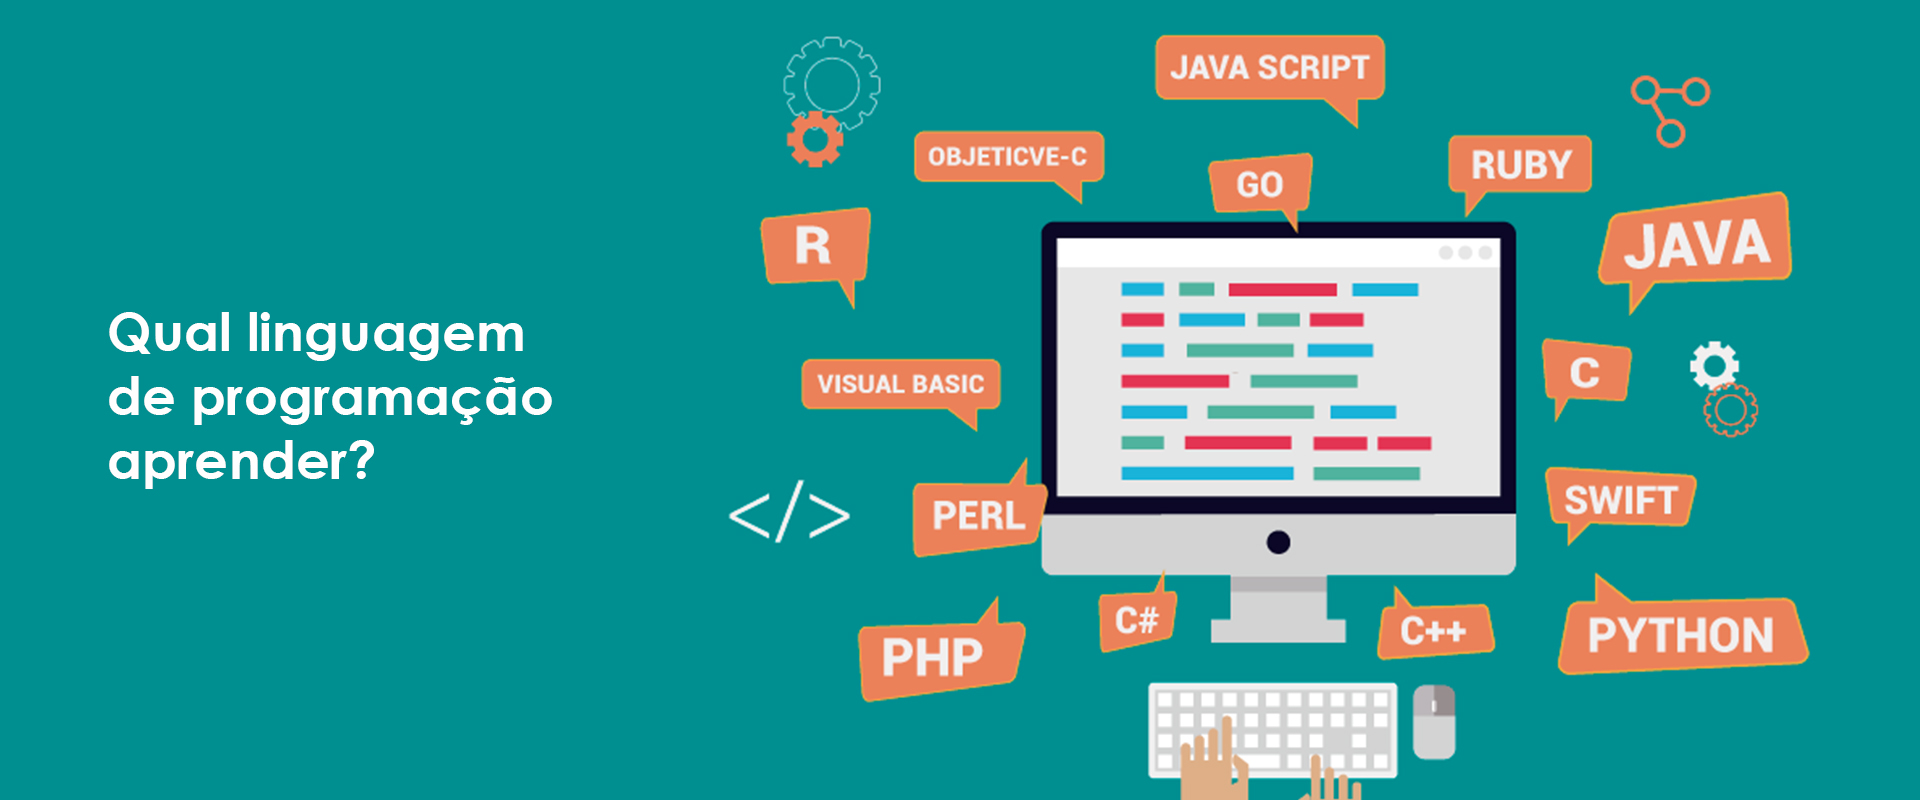 Qual linguagem
de programação
aprender?
JAVA SCRIPT
OBJETICVE-C
GO
RUBY
R
JAVA
VISUAL BASIC
C
</>
PERL
SWIFT
PHP
C#
C++
PYTHON